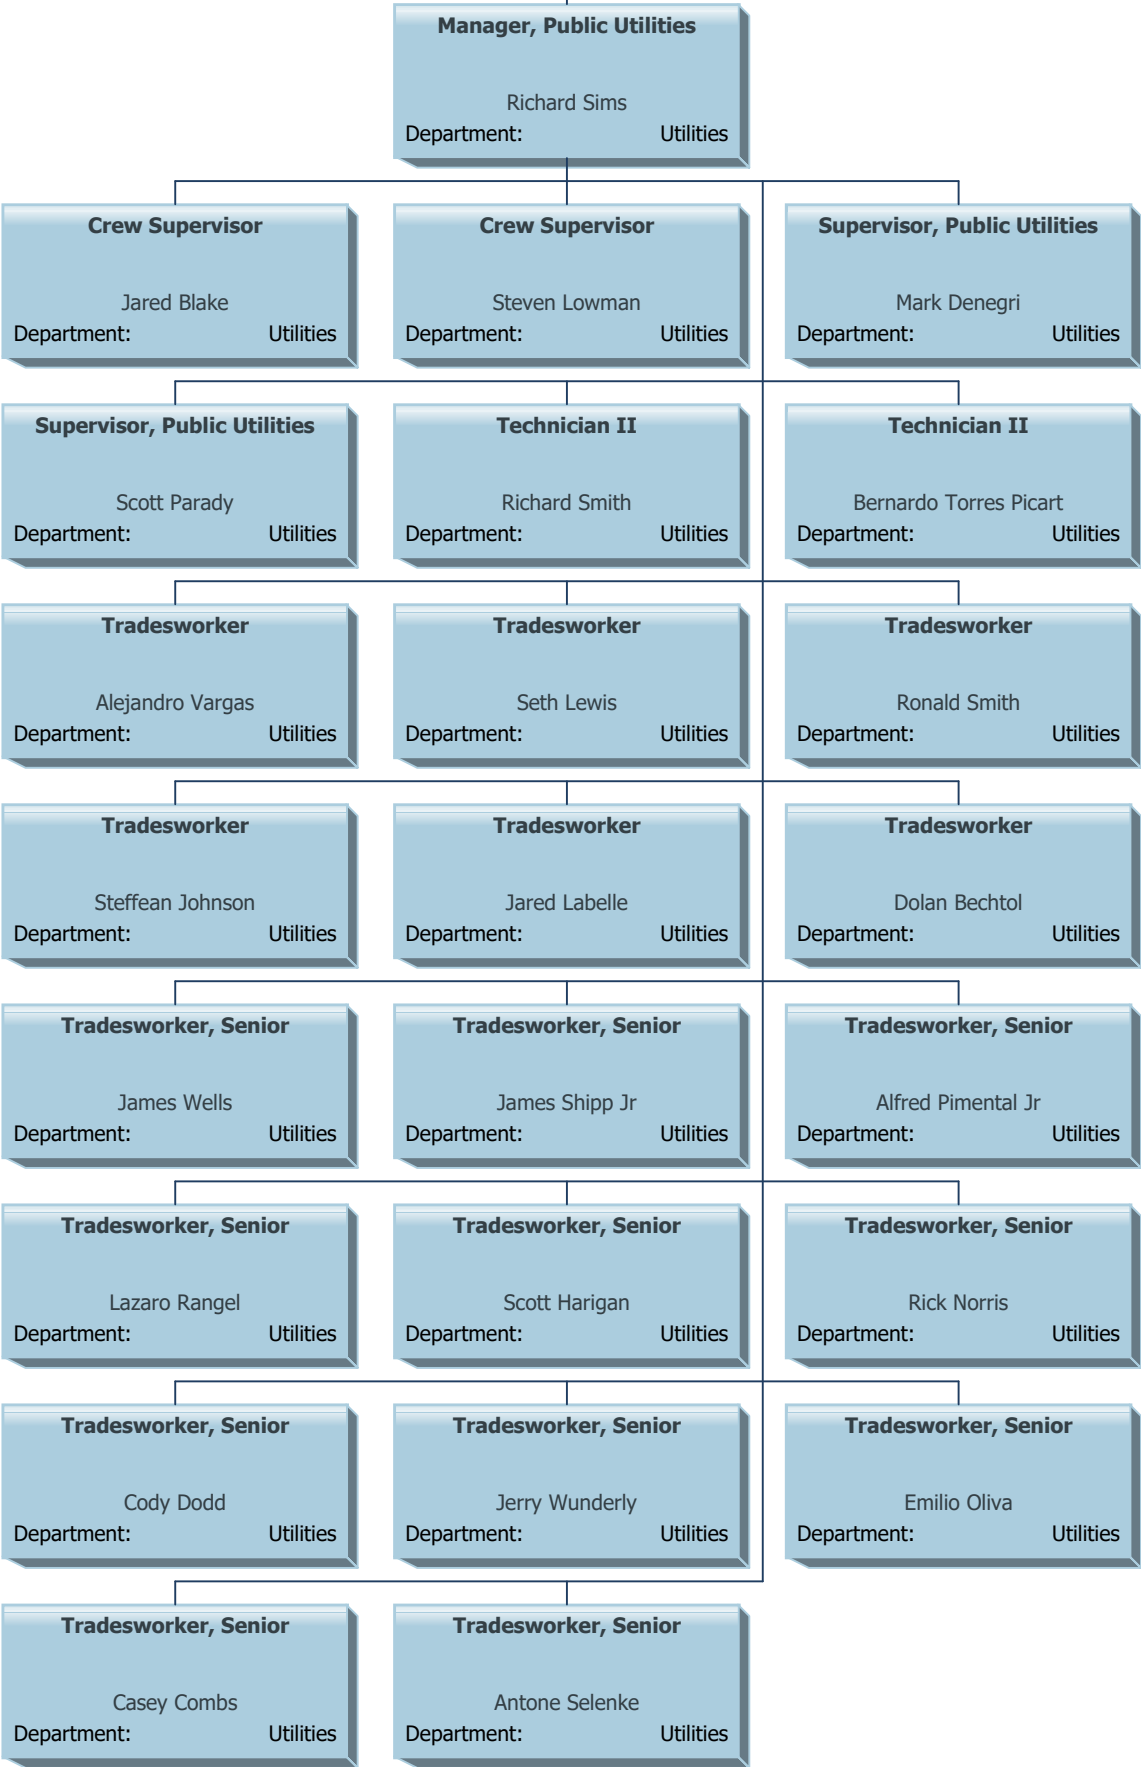 Manager, Public Utilities
Richard Sims
Department: Utilities
Crew Supervisor
Jared Blake
Department: Utilities
Crew Supervisor
Steven Lowman
Department: Utilities
Supervisor, Public Utilities
Mark Denegri
Department: Utilities
Supervisor, Public Utilities
Scott Parady
Department: Utilities
Technician II
Richard Smith
Department: Utilities
Technician II
Bernardo Torres Picart
Department: Utilities
Tradesworker
Alejandro Vargas
Department: Utilities
Tradesworker
Seth Lewis
Department: Utilities
Tradesworker
Ronald Smith
Department: Utilities
Tradesworker
Steffean Johnson
Department: Utilities
Tradesworker
Jared Labelle
Department: Utilities
Tradesworker
Dolan Bechtol
Department: Utilities
Tradesworker, Senior
James Wells
Department: Utilities
Tradesworker, Senior
James Shipp Jr
Department: Utilities
Tradesworker, Senior
Alfred Pimental Jr
Department: Utilities
Tradesworker, Senior
Lazaro Rangel
Department: Utilities
Tradesworker, Senior
Scott Harigan
Department: Utilities
Tradesworker, Senior
Rick Norris
Department: Utilities
Tradesworker, Senior
Cody Dodd
Department: Utilities
Tradesworker, Senior
Jerry Wunderly
Department: Utilities
Tradesworker, Senior
Emilio Oliva
Department: Utilities
Tradesworker, Senior
Casey Combs
Department: Utilities
Tradesworker, Senior
Antone Selenke
Department: Utilities